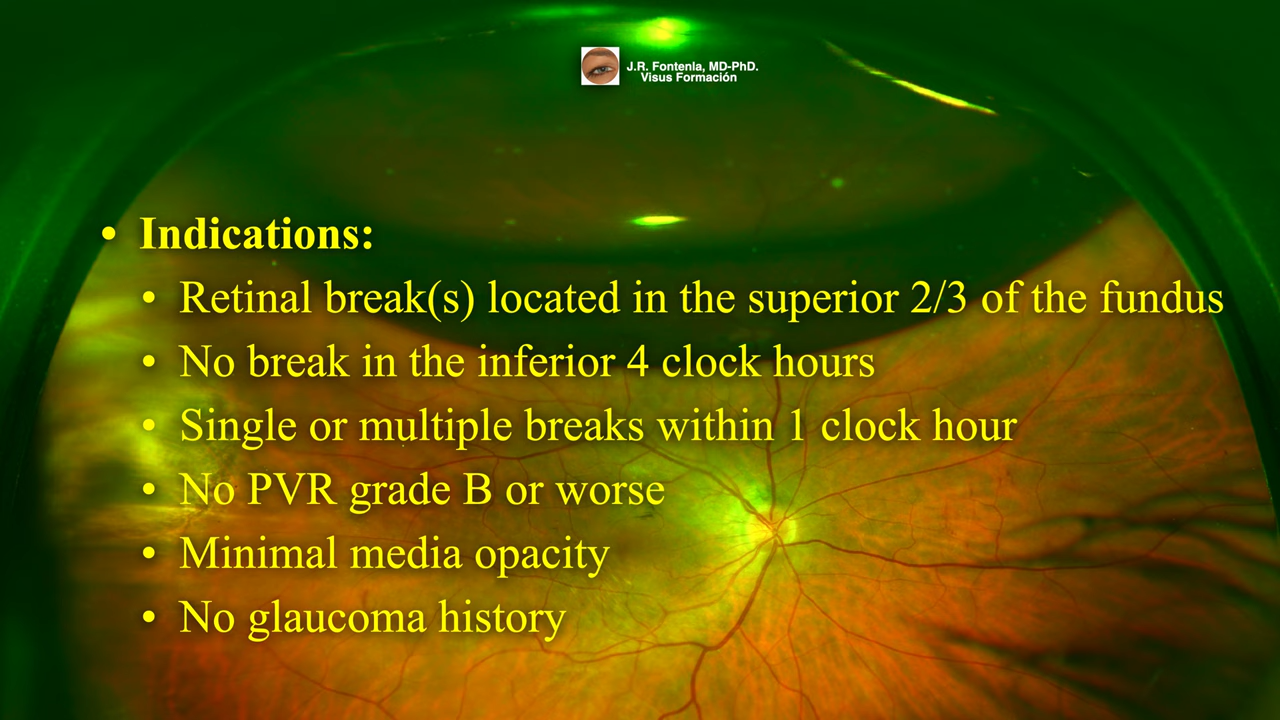 J.R. Fontenla, MD-PhD.
Visus Formación
• Indications:
• Retinal break(s) located in the superior 2/3 of the fundus
• No break in the inferior 4 clock hours
• Single or multiple breaks within 1 clock hour
• No PVR grade B or worse
• Minimal media opacity
• No glaucoma history